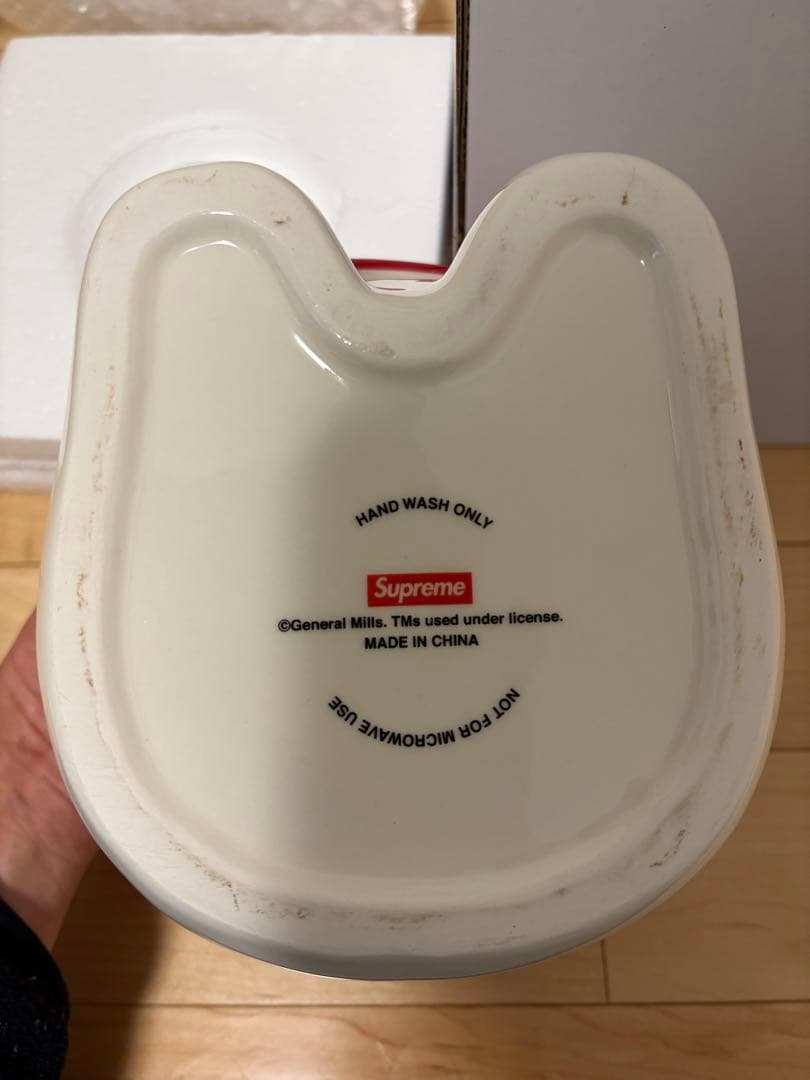 HAND WASH ONLY
Supreme
©General Mills. TMs used under license.
MADE IN CHINA
NOT FOR MICROWAVE USE